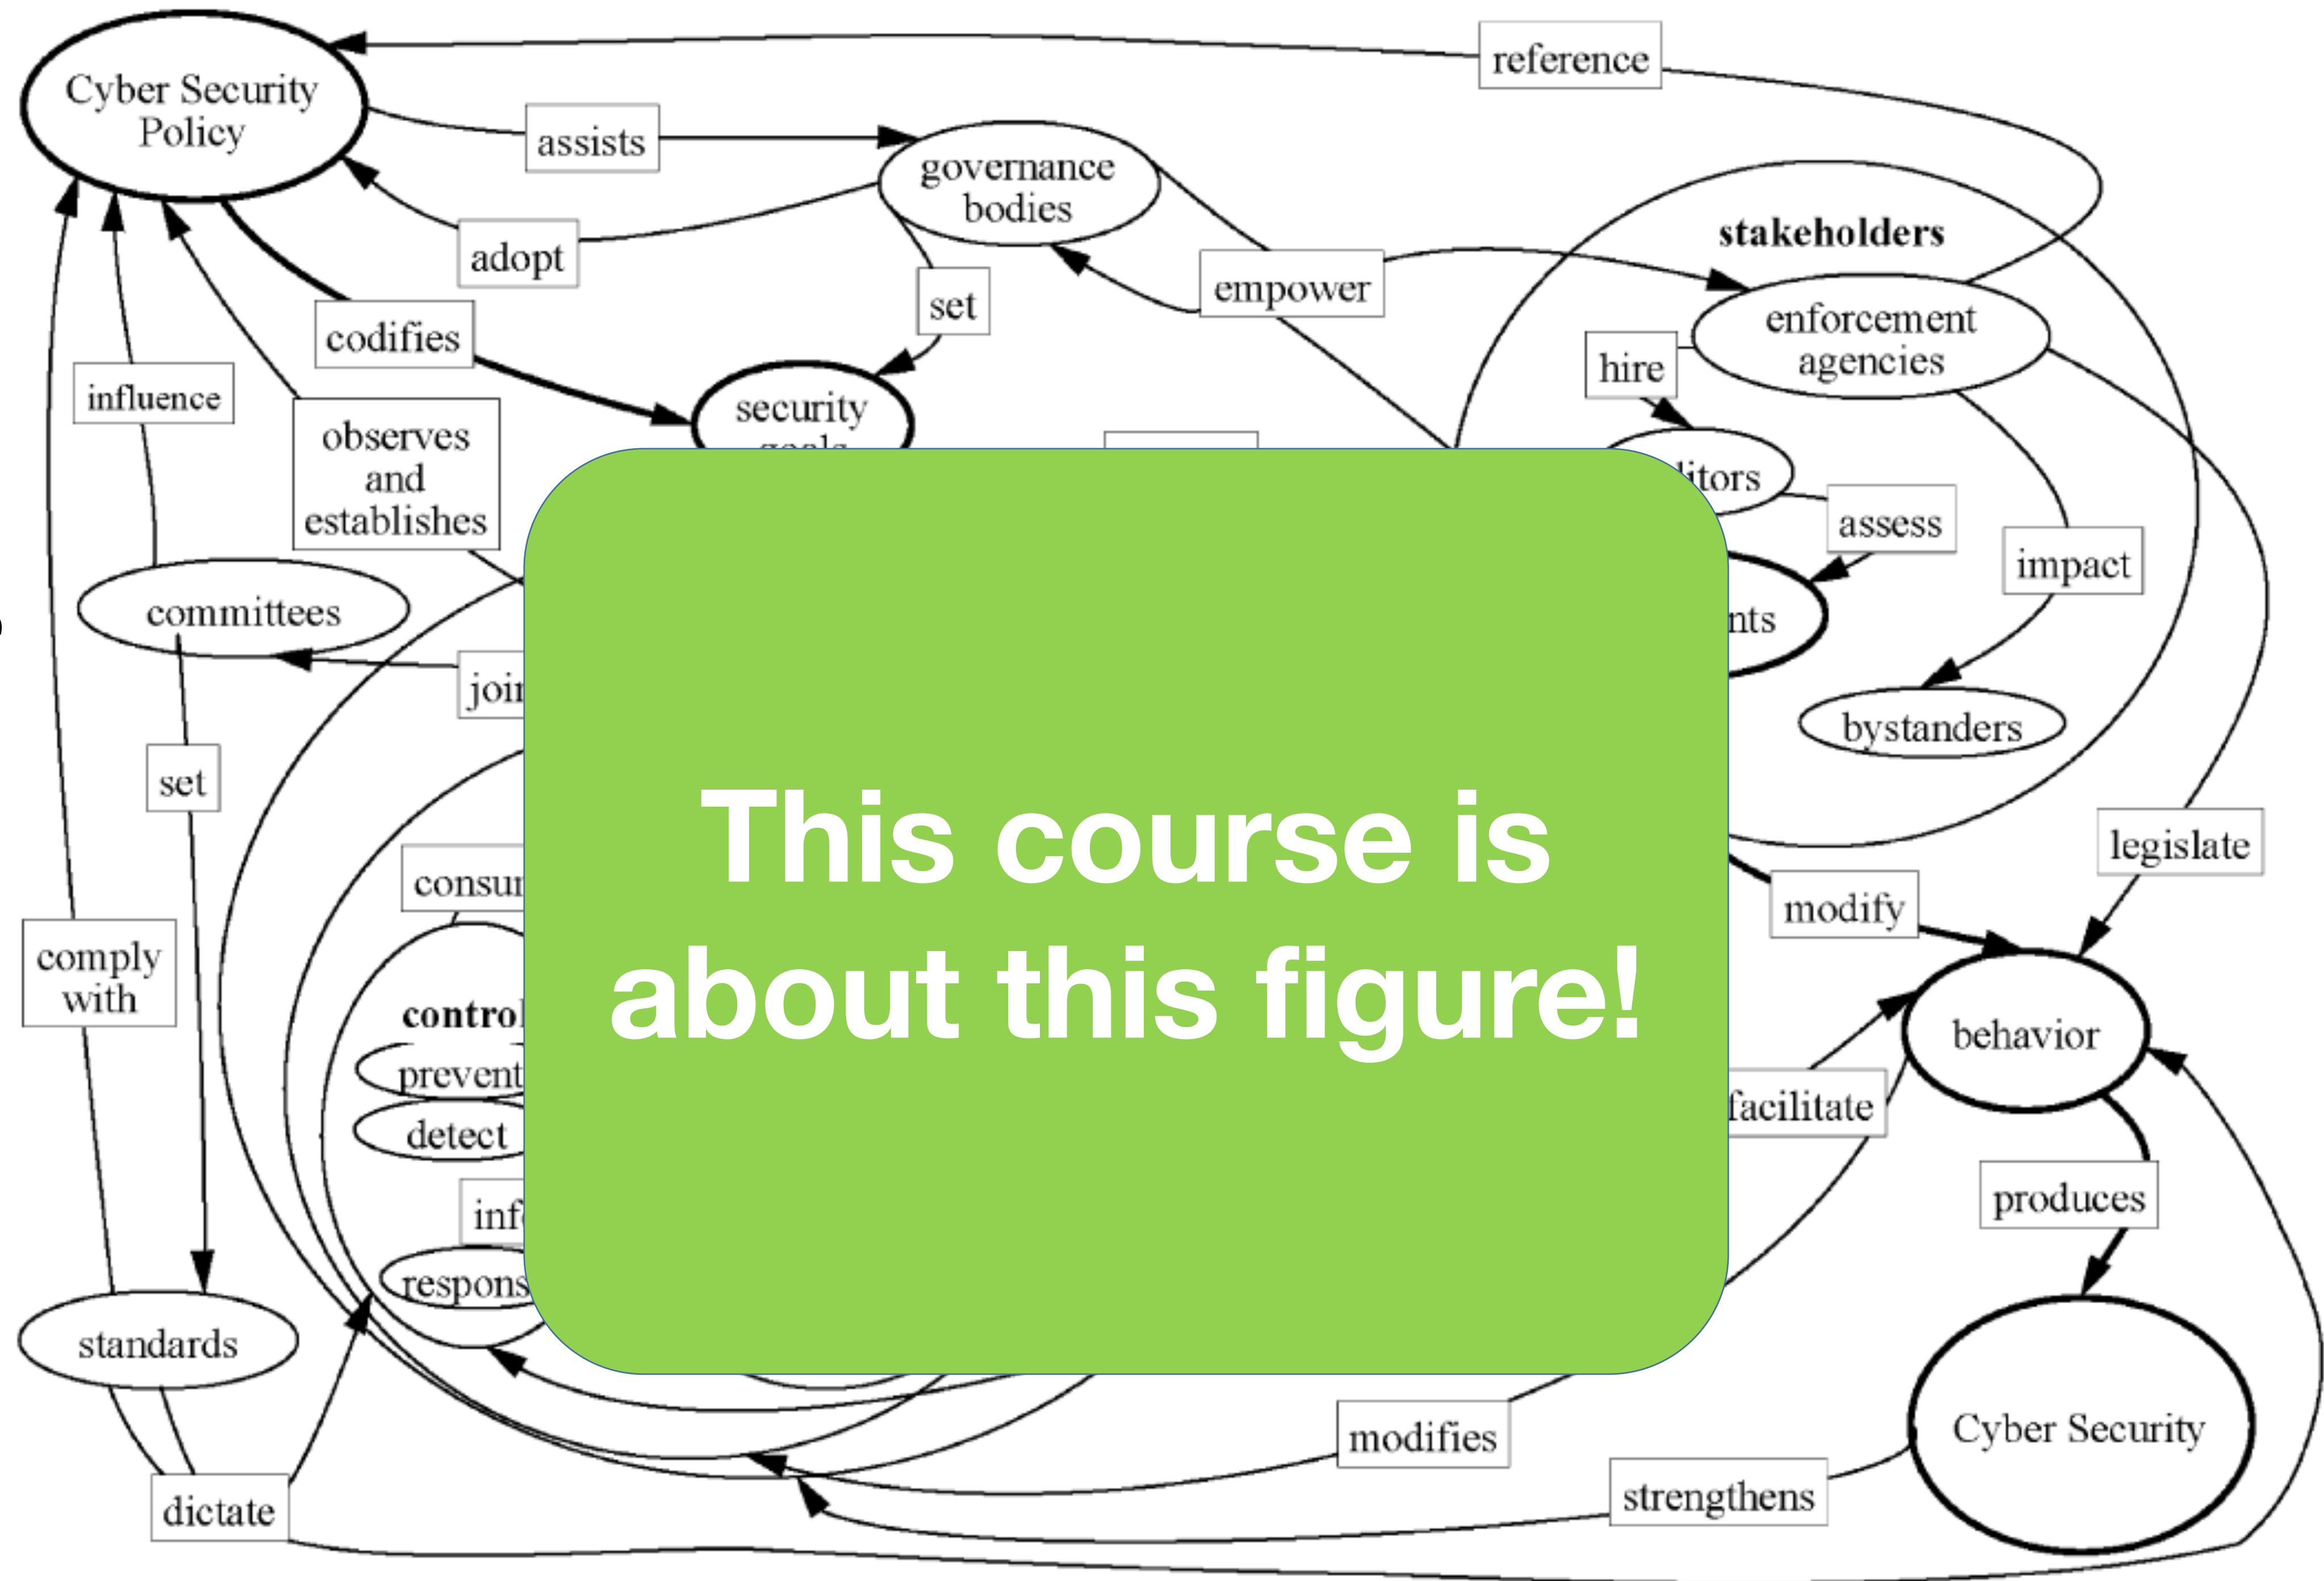 reference
Cyber Security
Policy
assists
governance
bodies
adopt
stakeholders
empower
set
enforcement
agencies
codifies
hire
influence
security
observes
and
establishes
assess
impact
committees
bystanders
set
This course is
about this figure!
legislate
modify
comply
with
behavior
prevent
facilitate
detect
produces
standards
Cyber Security
modifies
strengthens
dictate